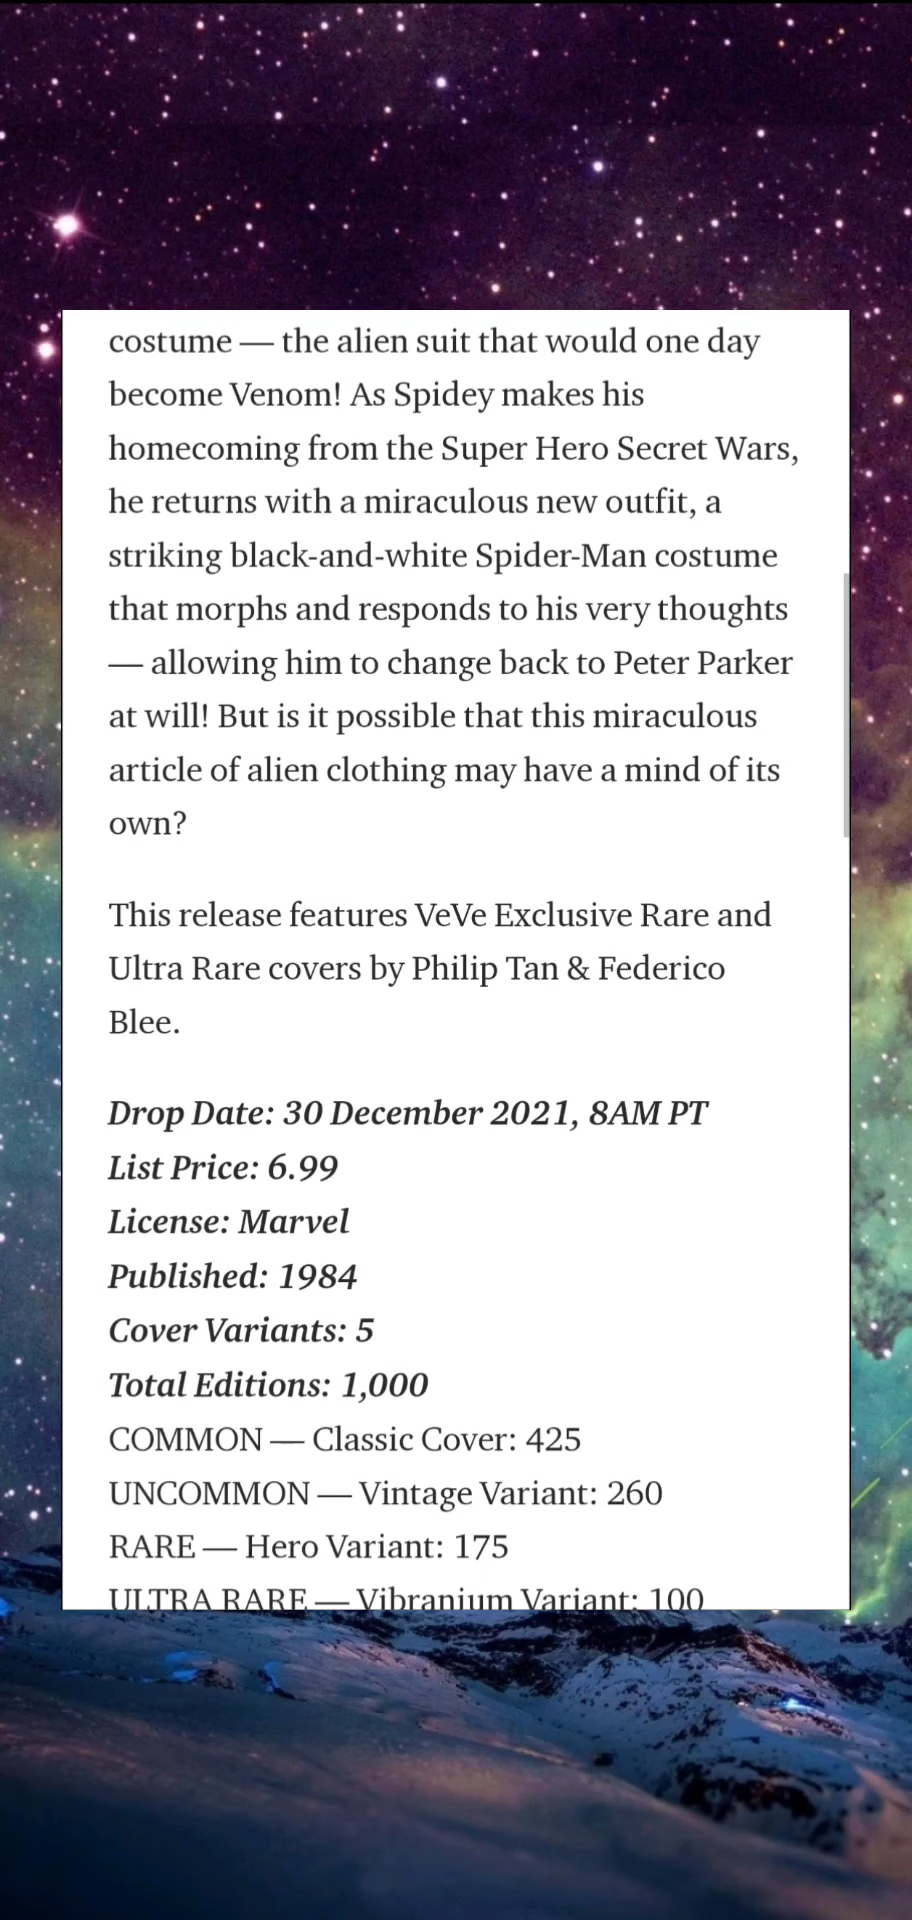 costume — the alien suit that would one day
become Venom! As Spidey makes his
homecoming from the Super Hero Secret Wars,
he returns with a miraculous new outfit, a
striking black-and-white Spider-Man costume
that morphs and responds to his very thoughts
— allowing him to change back to Peter Parker
at will! But is it possible that this miraculous
article of alien clothing may have a mind of its
own?
This release features VeVe Exclusive Rare and
Ultra Rare covers by Philip Tan & Federico
Blee.
Drop Date: 30 December 2021, 8AM PT
List Price: 6.99
License: Marvel
Published: 1984
Cover Variants: 5
Total Editions: 1,000
COMMON — Classic Cover: 425
UNCOMMON — Vintage Variant: 260
RARE — Hero Variant: 175
ULTRA RARE — Vibranium Variant: 100